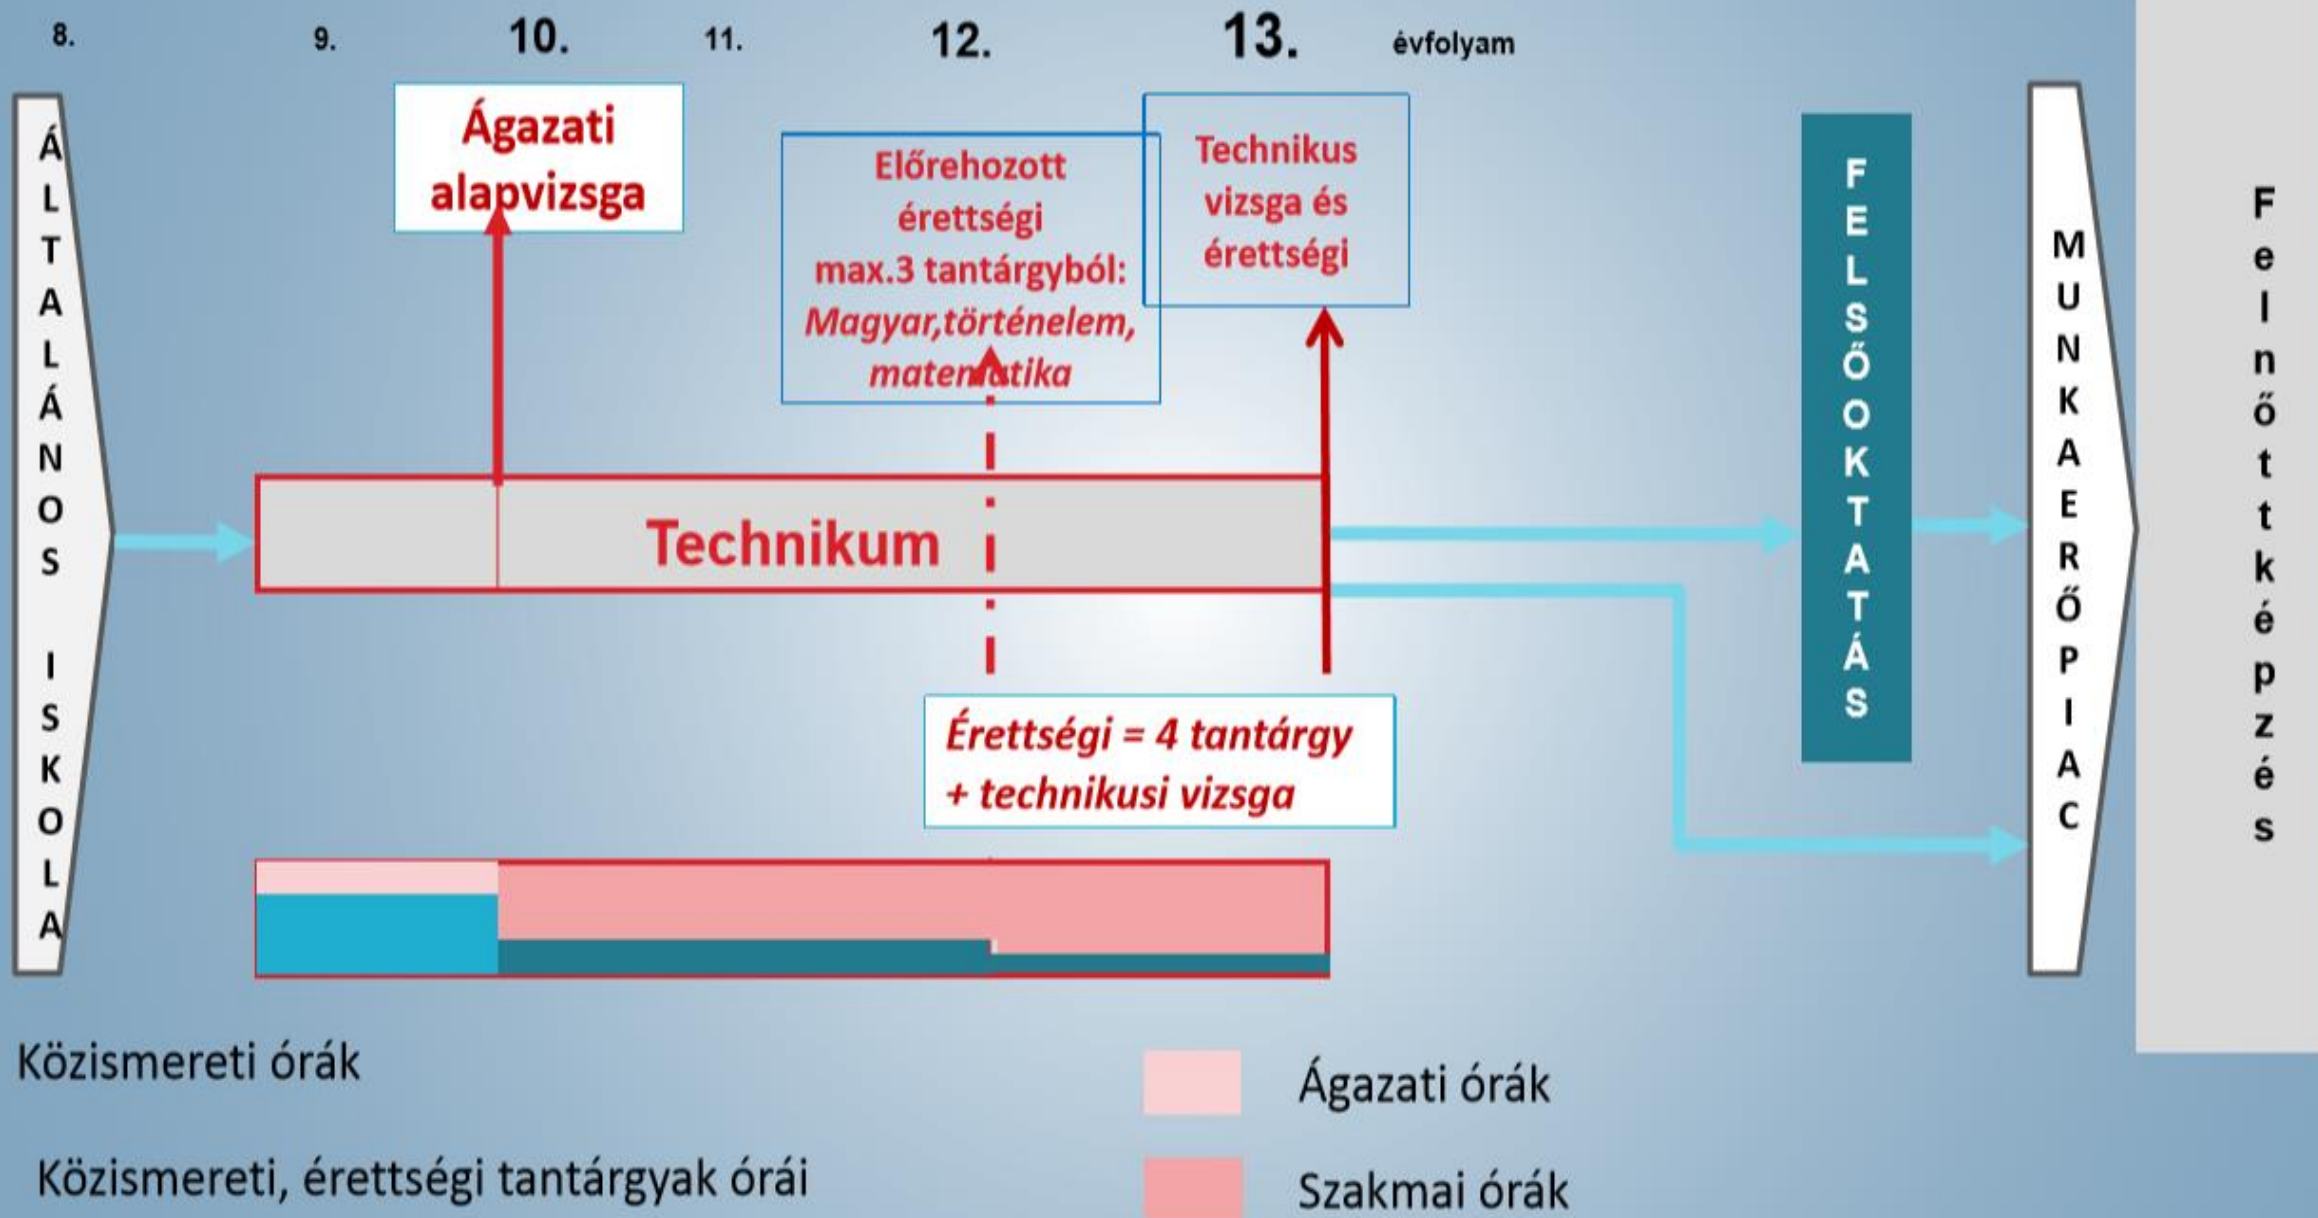 8. 9. 10. 11. 12. 13. évfolyam
ÁLTALÁNOS ISKOLA
Ágazati
alapvizsga
Előrehozott
érettségi
max.3 tantárgyból:
Magyar,történelem,
matematika
Technikus
vizsga és
érettségi
Technikum
Érettségi = 4 tantárgy
+ technikusi vizsga
FELSŐOKTATÁS
MUNKAERŐPIAC
Felnőttképzés
Közismereti órák
Közismereti, érettségi tantárgyak órái
Ágazati órák
Szakmai órák